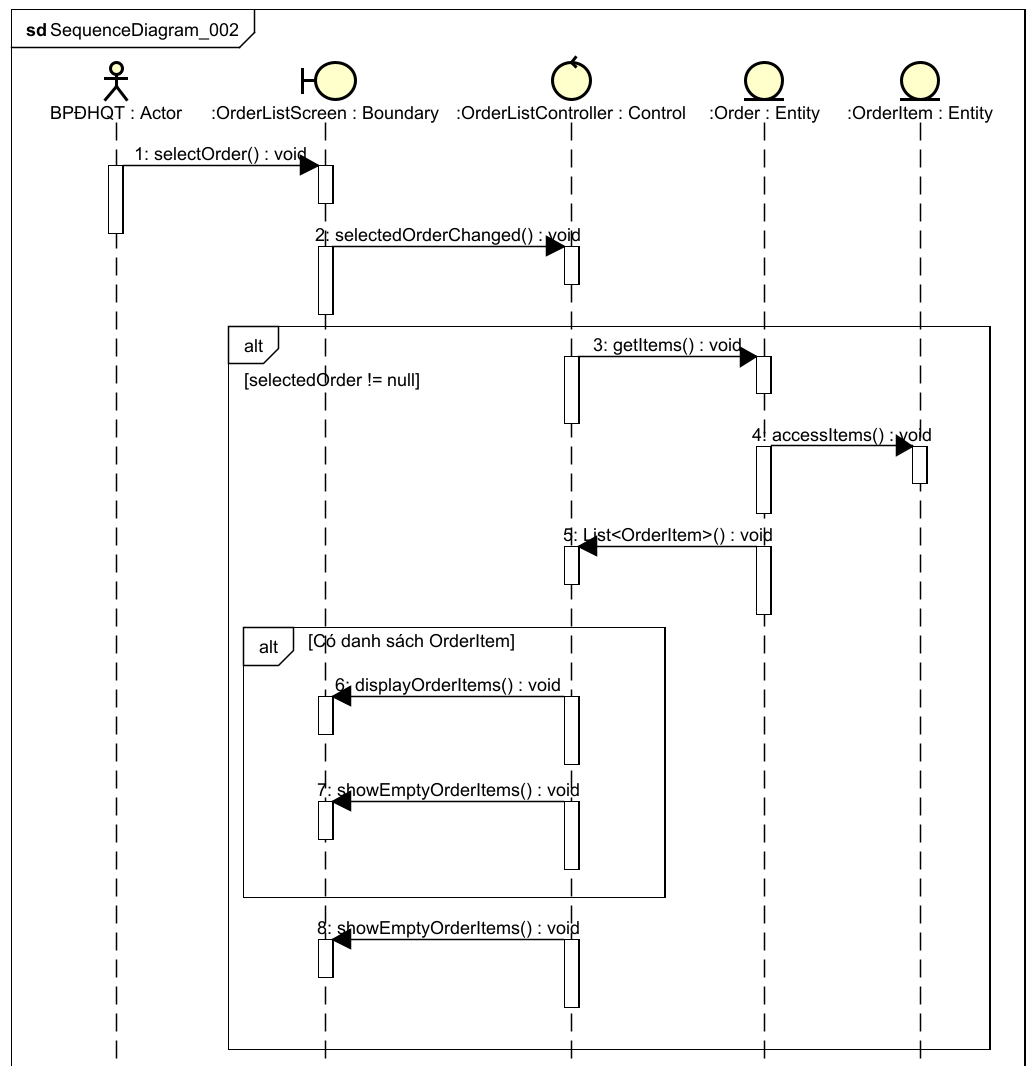 sd SequenceDiagram_002
BPĐHQT : Actor
:OrderListScreen : Boundary
:OrderListController : Control
:Order : Entity
:OrderItem : Entity
1: selectOrder() : void
2: selectedOrderChanged() : void
alt
3: getItems() : void
[selectedOrder != null]
4: accessItems() : void
5: List<OrderItem>() : void
alt
[Có danh sách OrderItem]
6: displayOrderItems() : void
7: showEmptyOrderItems() : void
8: showEmptyOrderItems() : void